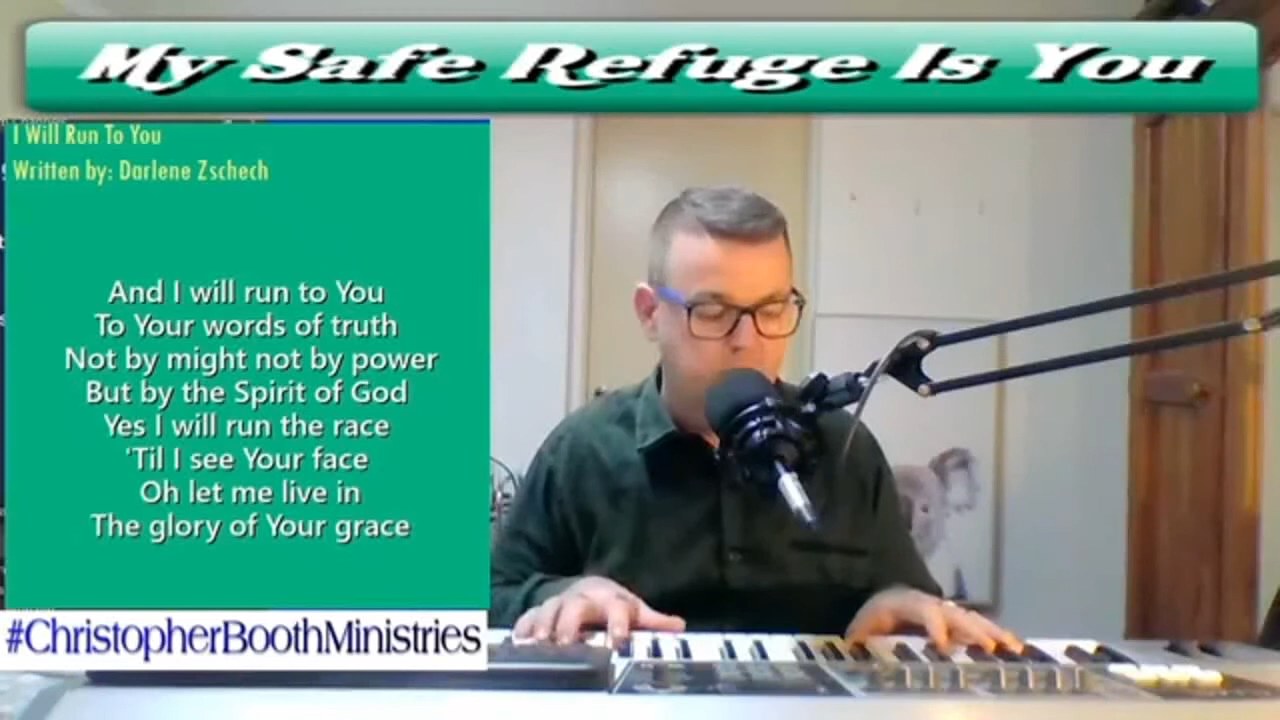 My Safe Refuge Is You
I Will Run To You
Written by: Darlene Zschech
And I will run to You
To Your words of truth
Not by might not by power
But by the Spirit of God
Yes I will run the race
'Til I see Your face
Oh let me live in
The glory of Your grace
#ChristopherBoothMinistries